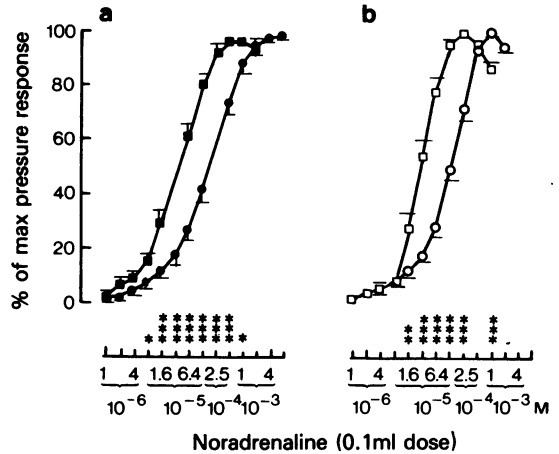 a
b
% of max pressure response
100
80
60
40
20
0
* *** *** *** *** *** *** *
** *** *** *** *** ***
1 4 1.6 6.4 2.5 1 4
10⁻⁶ 10⁻⁵ 10⁻⁴ 10⁻³
1 4 1.6 6.4 2.5 1 4
10⁻⁶ 10⁻⁵ 10⁻⁴ 10⁻³ M
Noradrenaline (0.1ml dose)